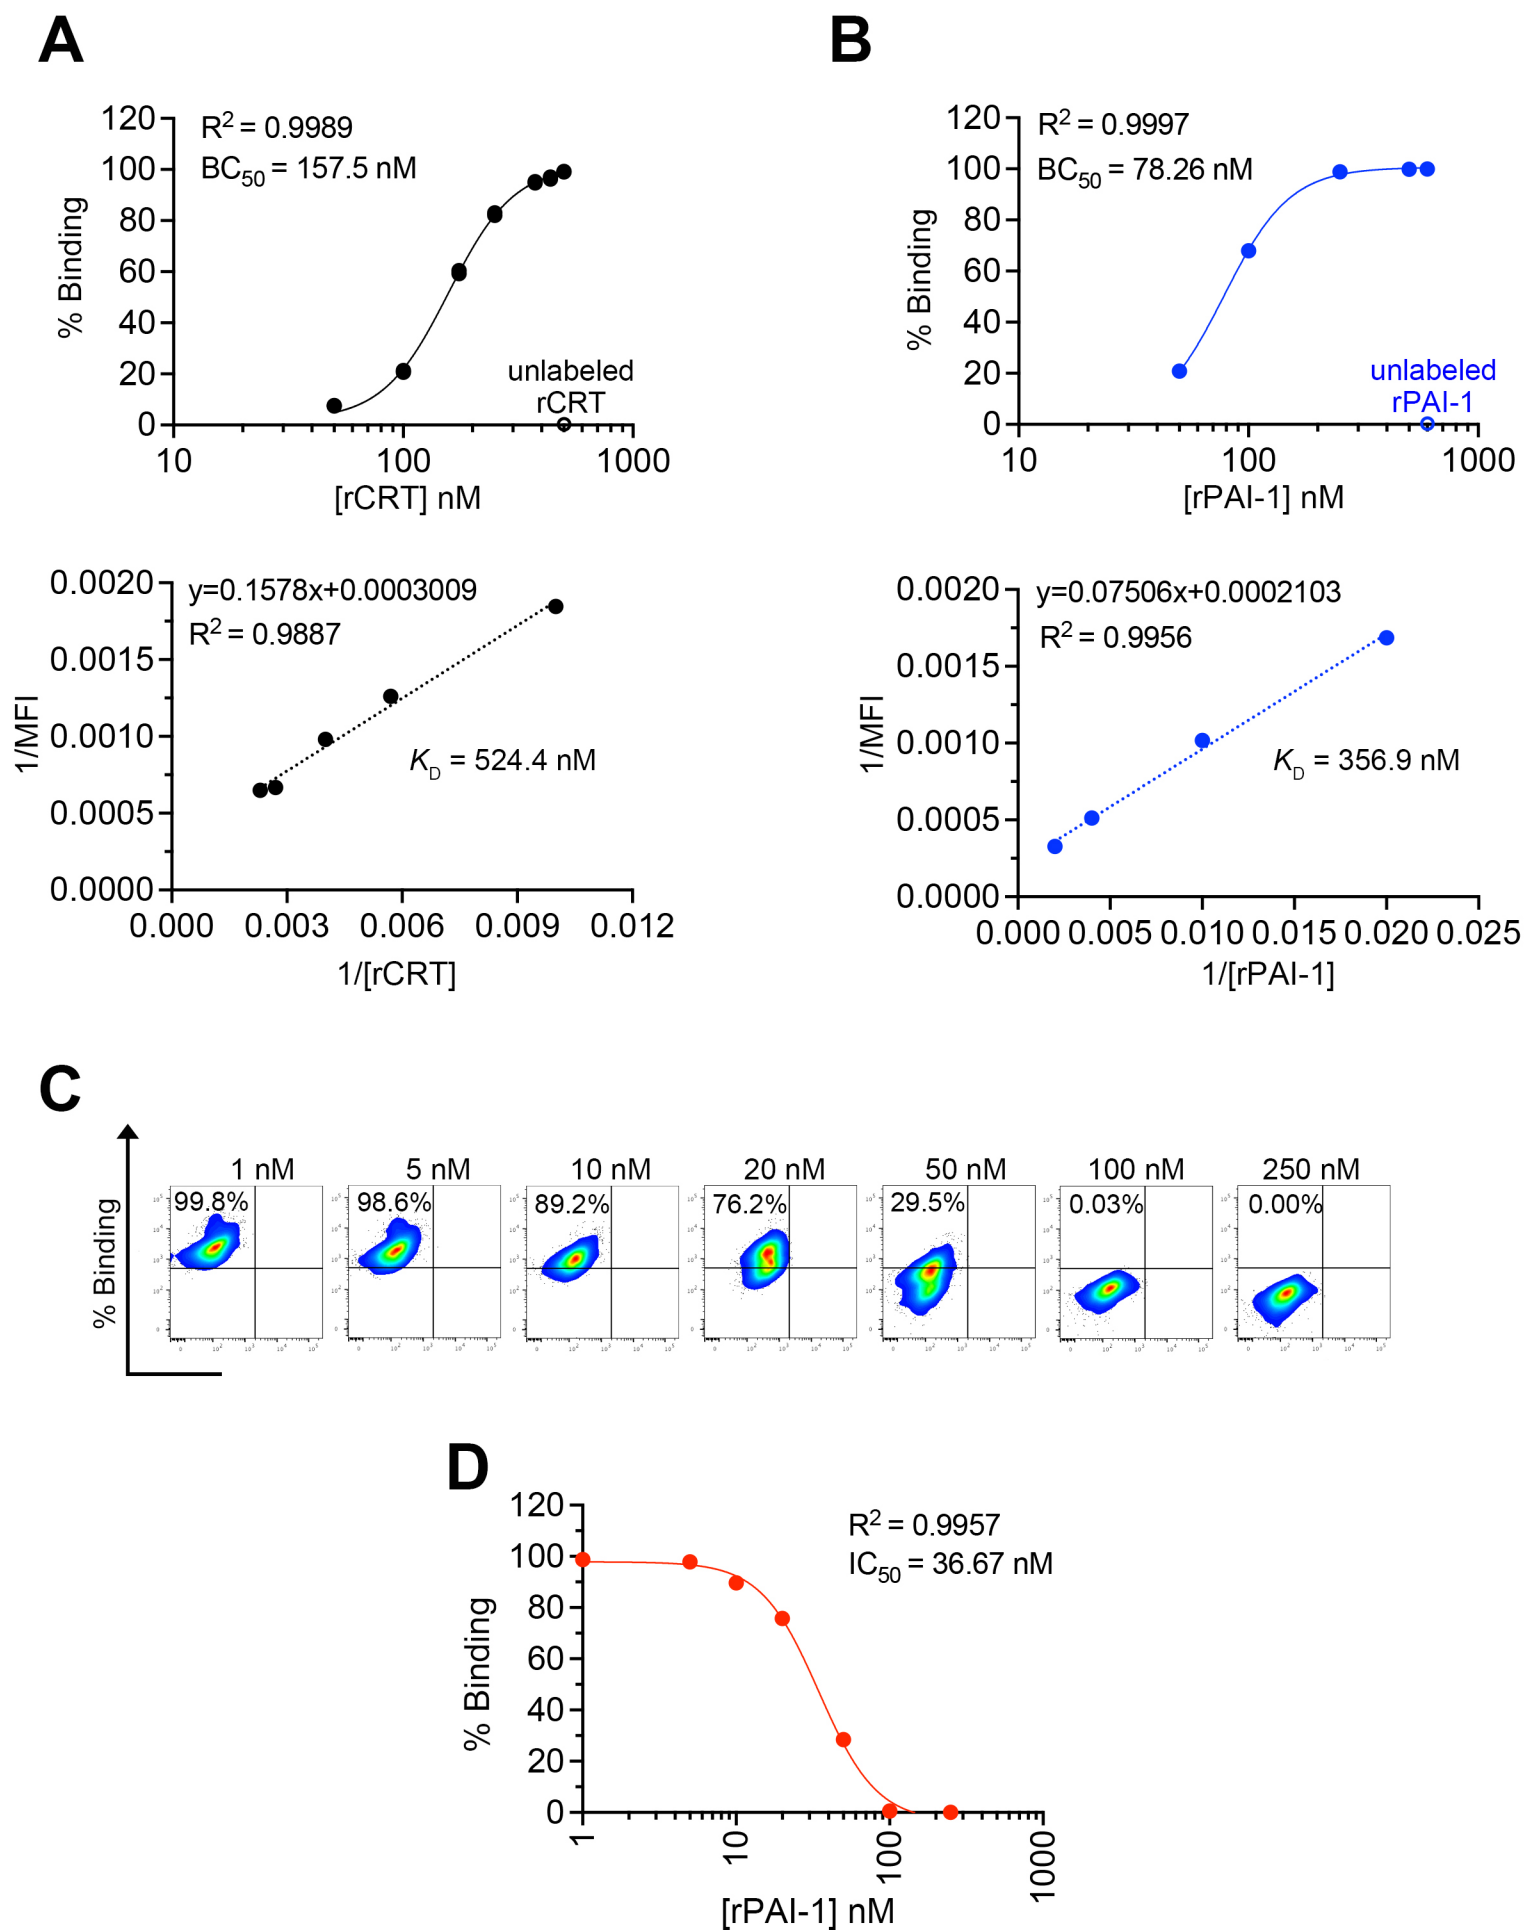 A
B
120
100
80
60
40
20
0
% Binding
R2 = 0.9989
BC50 = 157.5 nM
unlabeled
rCRT
10 100 1000
[rCRT] nM
120
100
80
60
40
20
0
% Binding
R2 = 0.9997
BC50 = 78.26 nM
unlabeled
rPAI-1
10 100 1000
[rPAI-1] nM
0.0020
0.0015
0.0010
0.0005
0.0000
1/MFI
y=0.1578x+0.0003009
R2 = 0.9887
KD = 524.4 nM
0.000 0.003 0.006 0.009 0.012
1/[rCRT]
0.0020
0.0015
0.0010
0.0005
0.0000
1/MFI
y=0.07506x+0.0002103
R2 = 0.9956
KD = 356.9 nM
0.000 0.005 0.010 0.015 0.020 0.025
1/[rPAI-1]
C
% Binding
1 nM 5 nM 10 nM 20 nM 50 nM 100 nM 250 nM
99.8% 98.6% 89.2% 76.2% 29.5% 0.03% 0.00%
D
120
100
80
60
40
20
0
% Binding
R2 = 0.9957
IC50 = 36.67 nM
1 10 100 1000
[rPAI-1] nM